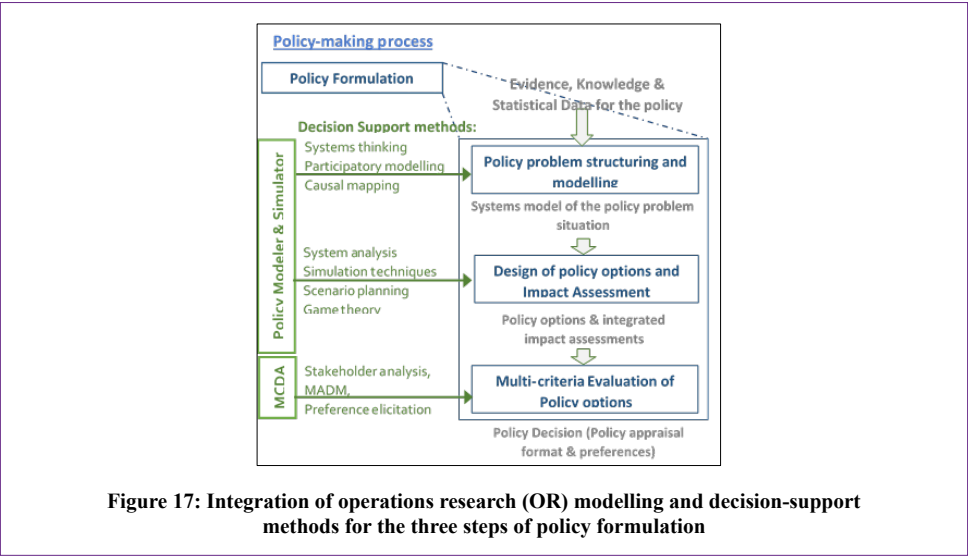 Policy-making process
Policy Formulation
Evidence, Knowledge &
Statistical Data for the policy
Decision Support methods:
Policy Modeler & Simulator
Systems thinking
Participatory modelling
Causal mapping
Policy problem structuring and
modelling
Systems model of the policy problem
situation
System analysis
Simulation techniques
Scenario planning
Game theory
Design of policy options and
Impact Assessment
Policy options & integrated
impact assessments
MCDA
Stakeholder analysis,
MADM,
Preference elicitation
Multi-criteria Evaluation of
Policy options
Policy Decision (Policy appraisal
format & preferences)
Figure 17: Integration of operations research (OR) modelling and decision-support
methods for the three steps of policy formulation